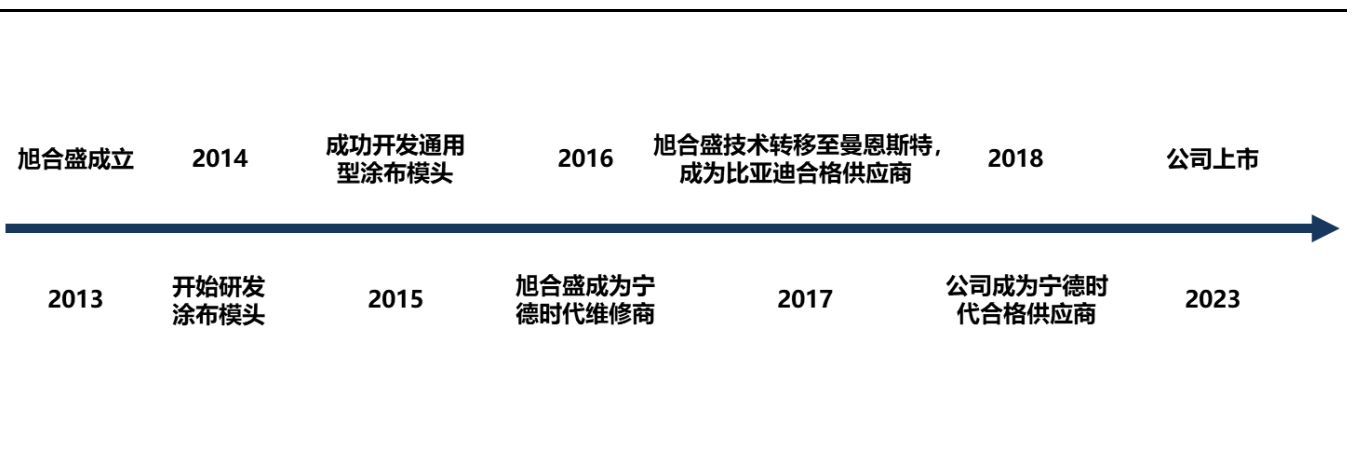 旭合盛成立
2014
成功开发通用
型涂布模头
2016
旭合盛技术转移至曼恩斯特，
成为比亚迪合格供应商
2018
公司上市
2013
开始研发
涂布模头
2015
旭合盛成为宁
德时代维修商
2017
公司成为宁德时
代合格供应商
2023